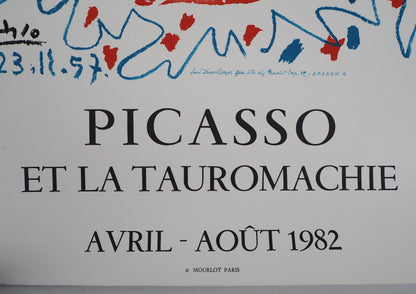 23.11.57.
PICASSO
ET LA TAUROMACHIE
AVRIL - AOÛT 1982
© MOURLOT PARIS